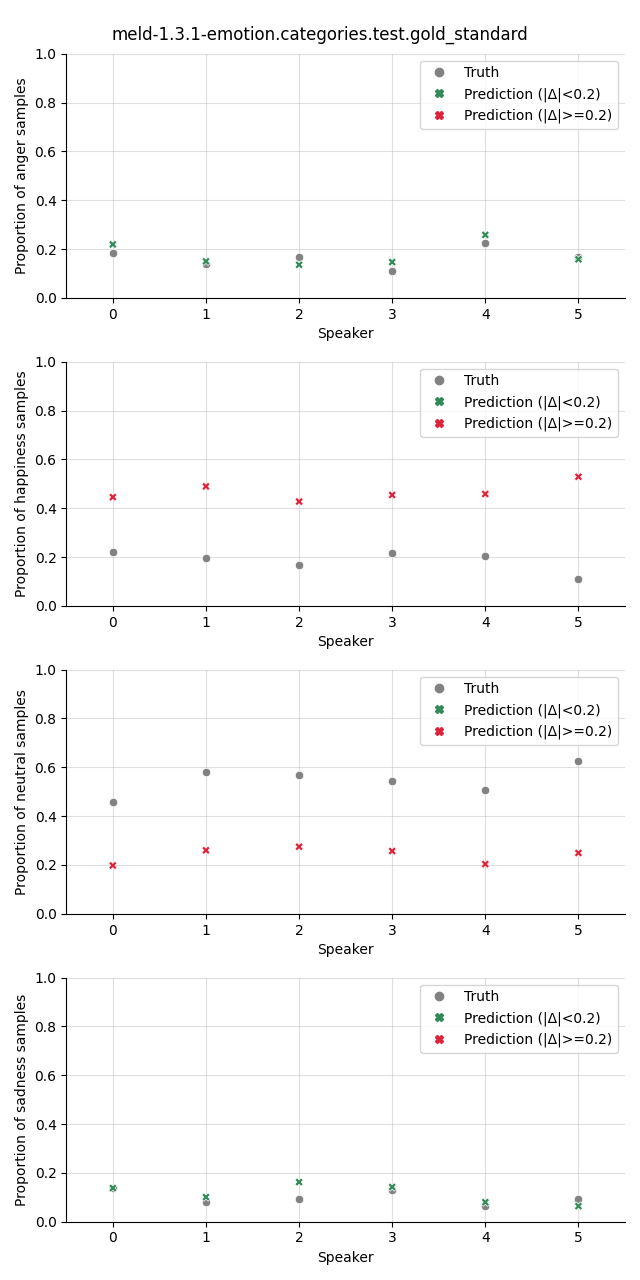 meld-1.3.1-emotion.categories.test.gold_standard
1.0
0.8
0.6
0.4
0.2
0.0
Proportion of anger samples
Truth
Prediction (|Δ|<0.2)
Prediction (|Δ|>=0.2)
0 1 2 3 4 5
Speaker
1.0
0.8
0.6
0.4
0.2
0.0
Proportion of happiness samples
Truth
Prediction (|Δ|<0.2)
Prediction (|Δ|>=0.2)
0 1 2 3 4 5
Speaker
1.0
0.8
0.6
0.4
0.2
0.0
Proportion of neutral samples
Truth
Prediction (|Δ|<0.2)
Prediction (|Δ|>=0.2)
0 1 2 3 4 5
Speaker
1.0
0.8
0.6
0.4
0.2
0.0
Proportion of sadness samples
Truth
Prediction (|Δ|<0.2)
Prediction (|Δ|>=0.2)
0 1 2 3 4 5
Speaker